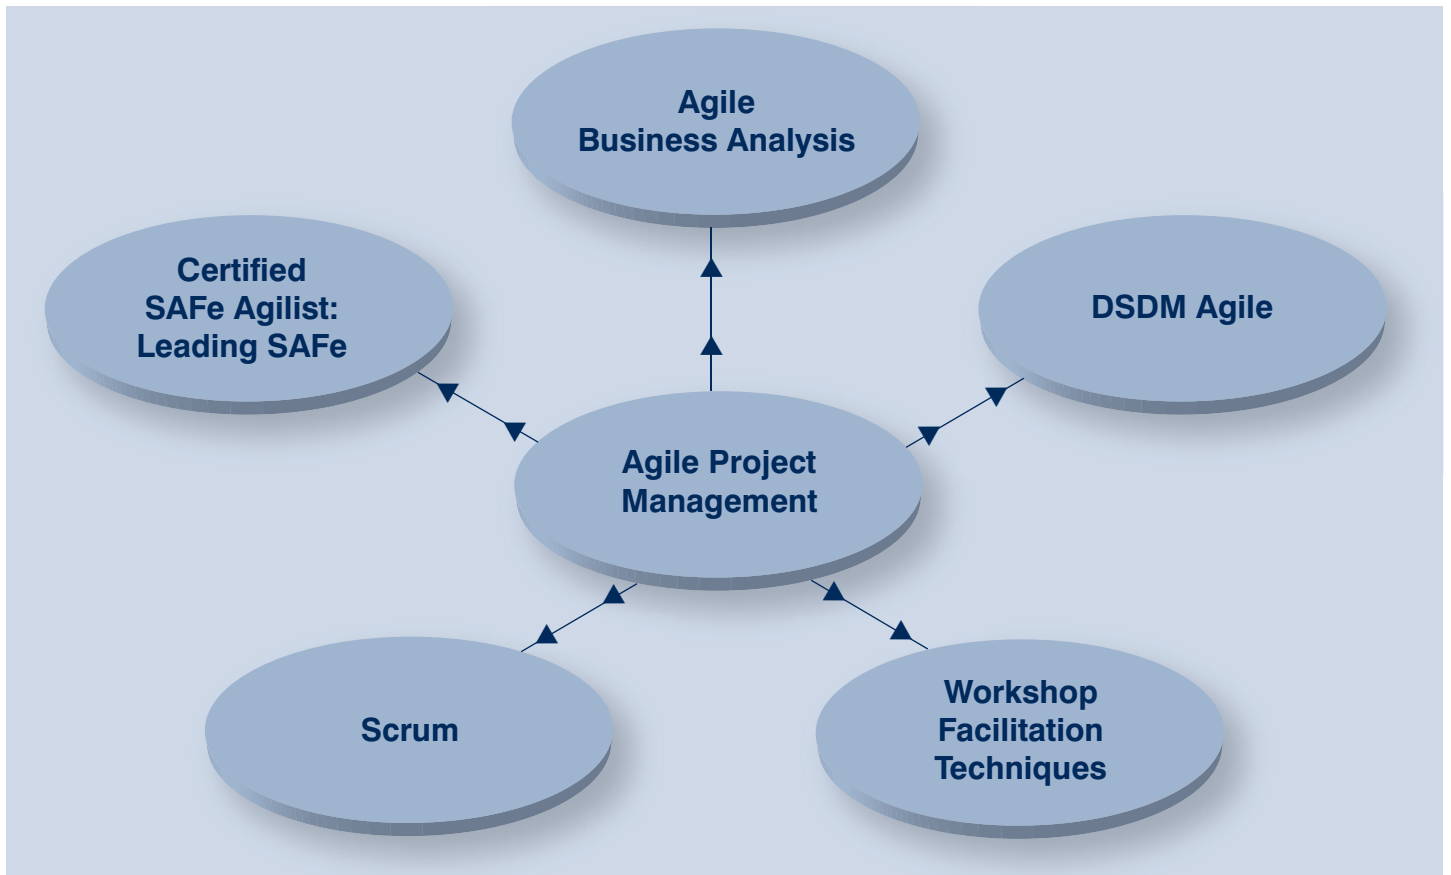 Agile
Business Analysis
Certified
SAFe Agilist:
Leading SAFe
DSDM Agile
Agile Project
Management
Scrum
Workshop
Facilitation
Techniques